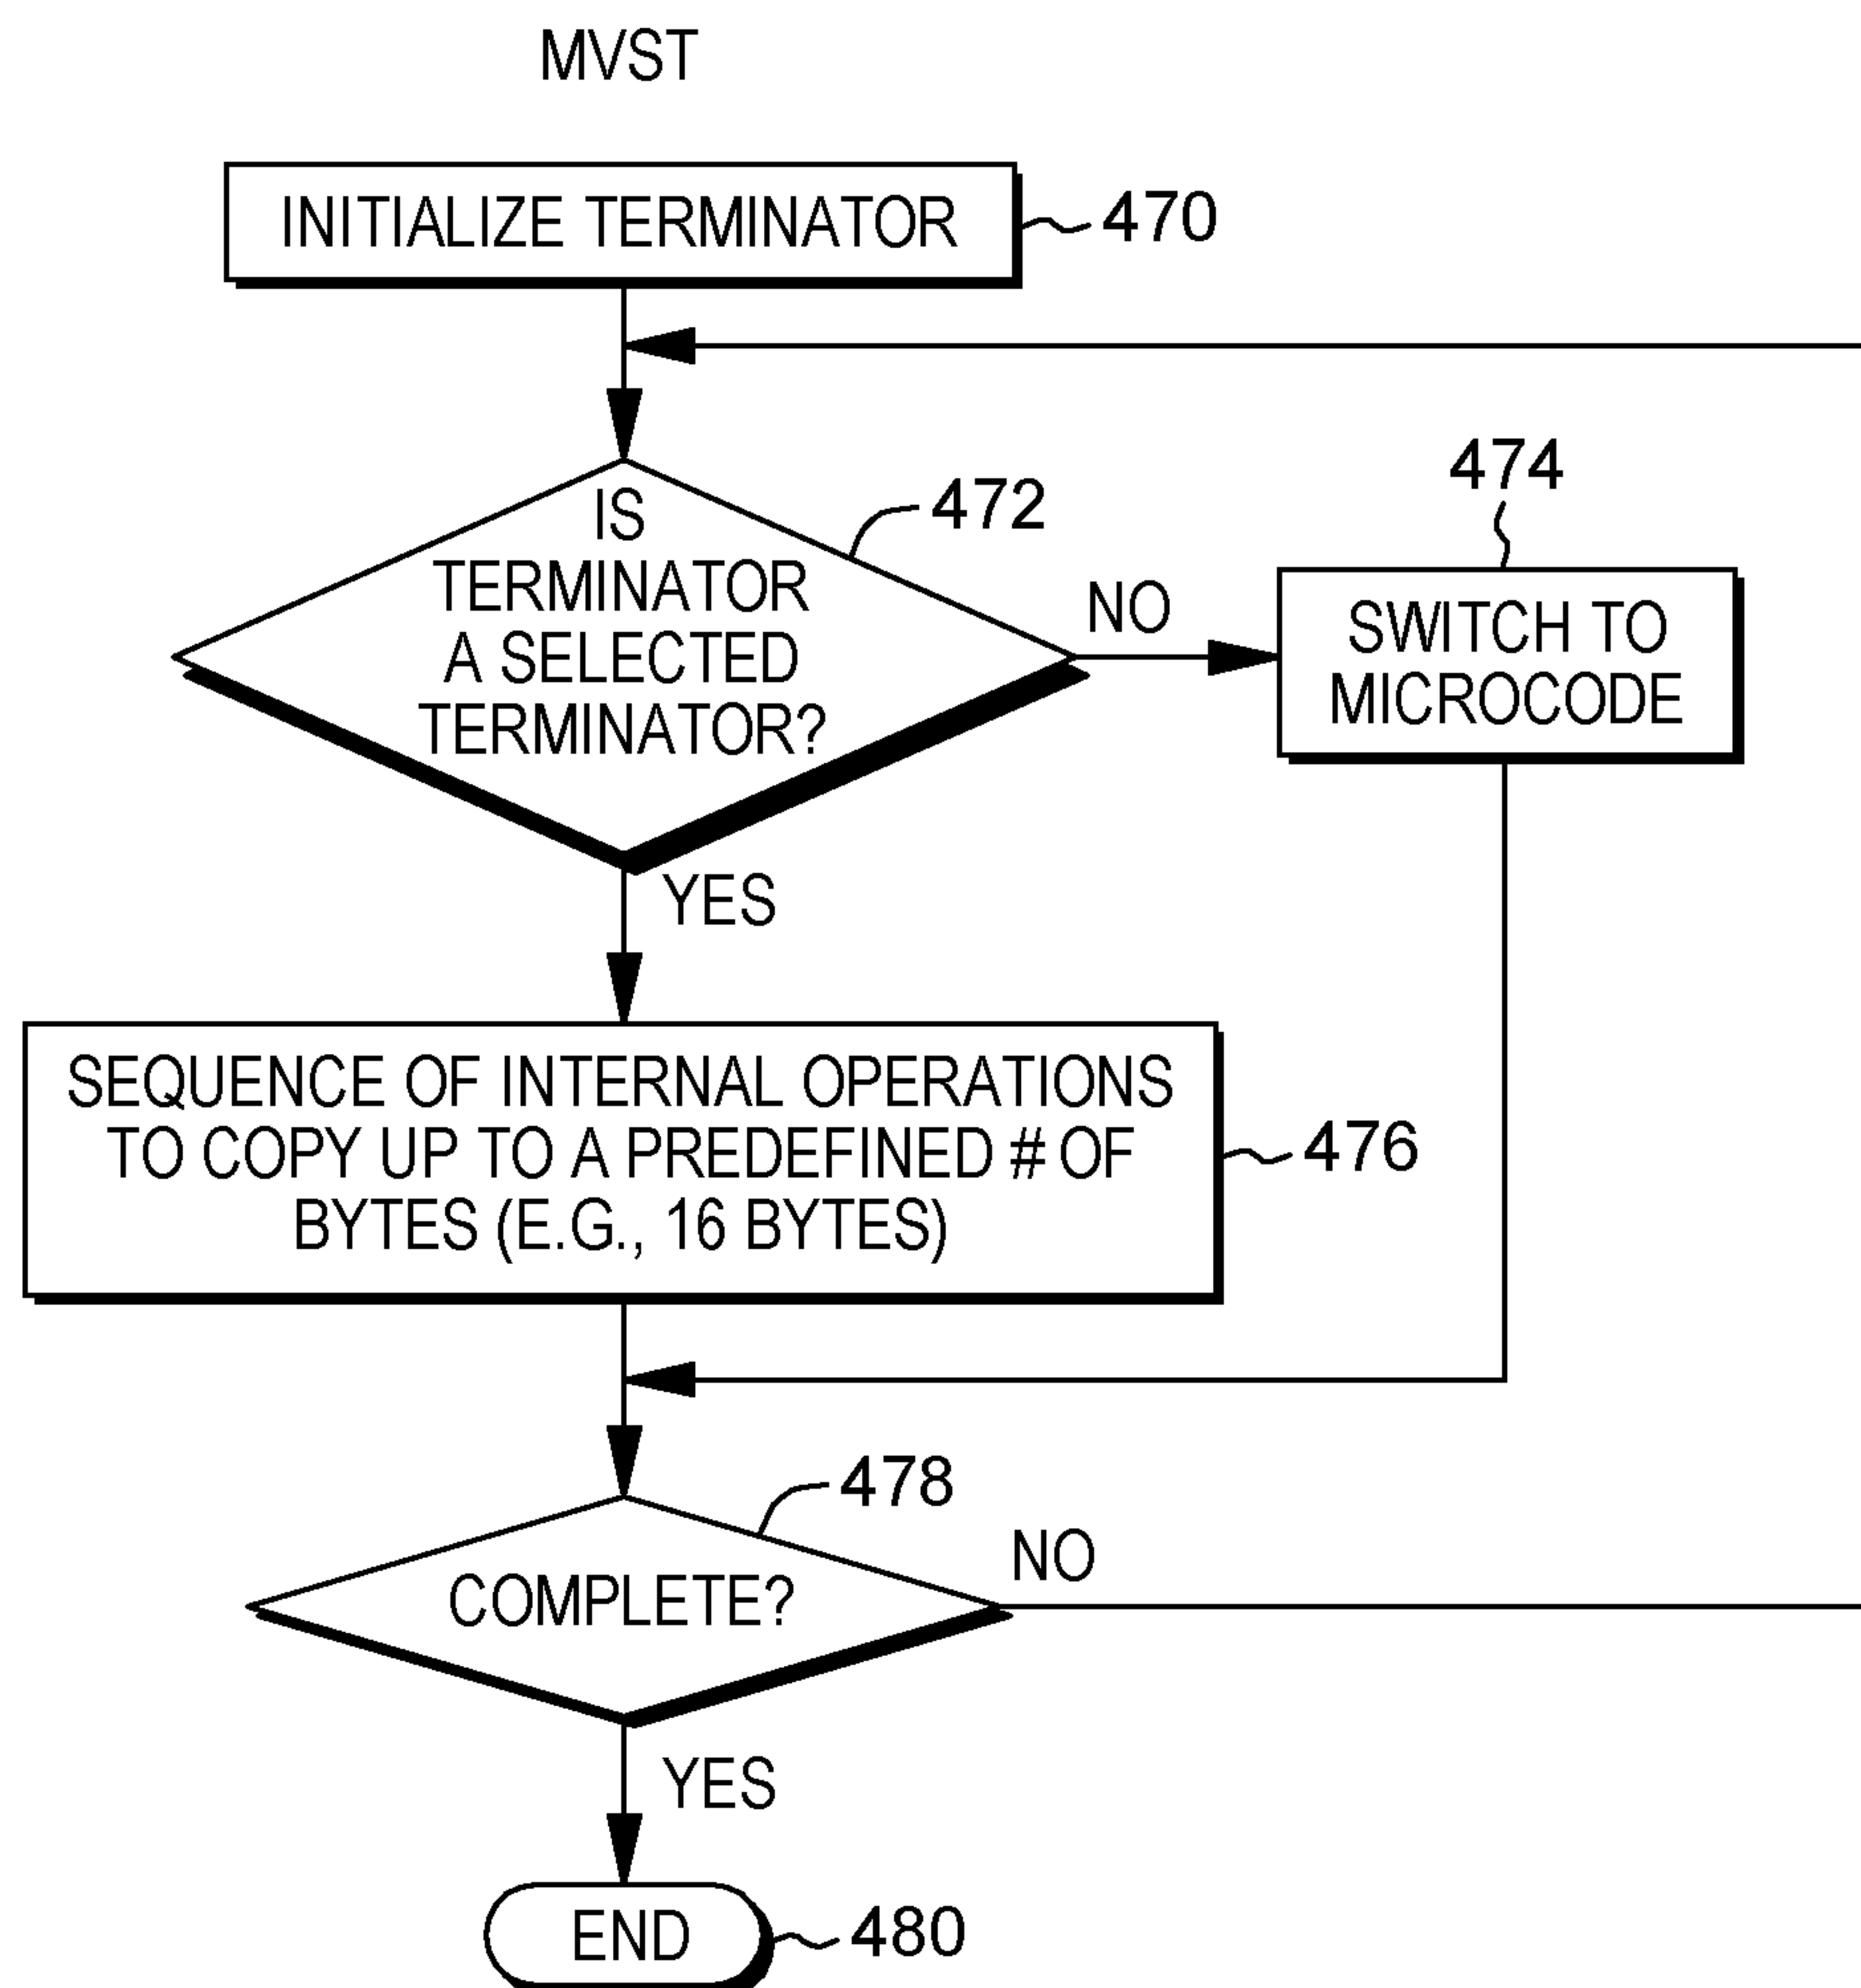 MVST
INITIALIZE TERMINATOR
470
IS
TERMINATOR
A SELECTED
TERMINATOR?
472
NO
474
SWITCH TO
MICROCODE
YES
SEQUENCE OF INTERNAL OPERATIONS
TO COPY UP TO A PREDEFINED # OF
BYTES (E.G., 16 BYTES)
476
478
COMPLETE?
NO
YES
END
480